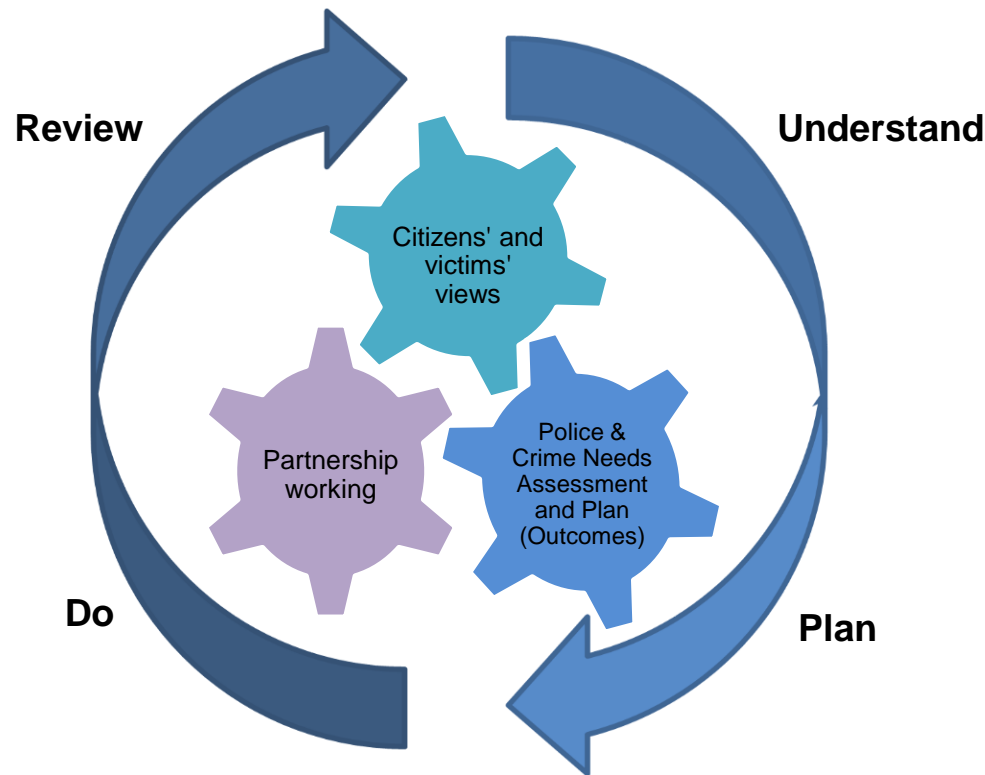 Review
Understand
Citizens' and
victims'
views
Partnership
working
Police &
Crime Needs
Assessment
and Plan
(Outcomes)
Do
Plan